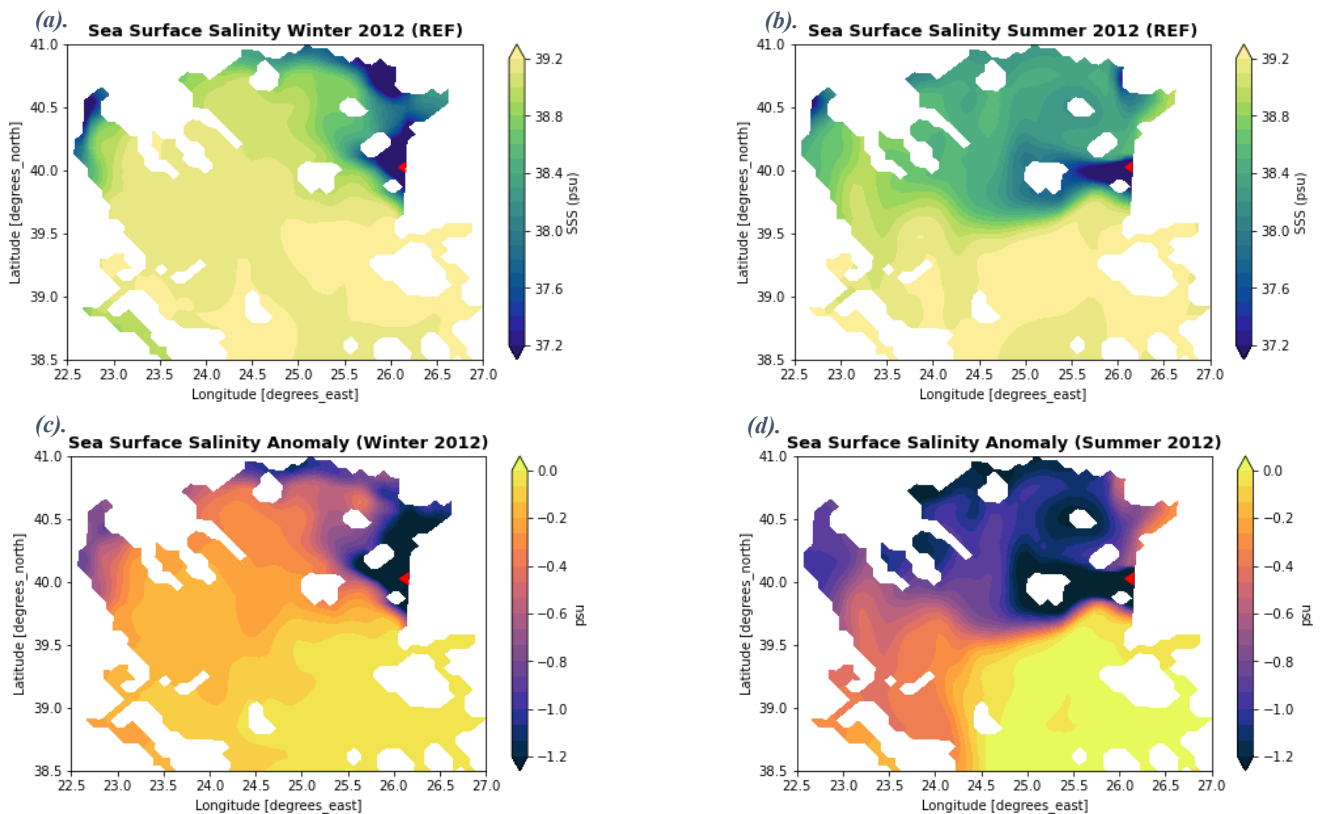 (a).
Sea Surface Salinity Winter 2012 (REF)
41.0
40.5
40.0
39.5
39.0
38.5
Latitude [degrees_north]
22.5 23.0 23.5 24.0 24.5 25.0 25.5 26.0 26.5 27.0
Longitude [degrees_east]
39.2
38.8
38.4
38.0
37.6
37.2
SSS (psu)
(b).
Sea Surface Salinity Summer 2012 (REF)
41.0
40.5
40.0
39.5
39.0
38.5
Latitude [degrees_north]
22.5 23.0 23.5 24.0 24.5 25.0 25.5 26.0 26.5 27.0
Longitude [degrees_east]
39.2
38.8
38.4
38.0
37.6
37.2
SSS (psu)
(c).
Sea Surface Salinity Anomaly (Winter 2012)
41.0
40.5
40.0
39.5
39.0
38.5
Latitude [degrees_north]
22.5 23.0 23.5 24.0 24.5 25.0 25.5 26.0 26.5 27.0
Longitude [degrees_east]
0.0
−0.2
−0.4
−0.6
−0.8
−1.0
−1.2
psu
(d).
Sea Surface Salinity Anomaly (Summer 2012)
41.0
40.5
40.0
39.5
39.0
38.5
Latitude [degrees_north]
22.5 23.0 23.5 24.0 24.5 25.0 25.5 26.0 26.5 27.0
Longitude [degrees_east]
0.0
−0.2
−0.4
−0.6
−0.8
−1.0
−1.2
psu